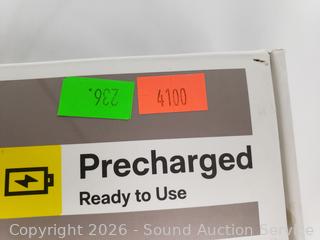 236.
4100
Precharged
Ready to Use
Copyright 2026 - Sound Auction Service